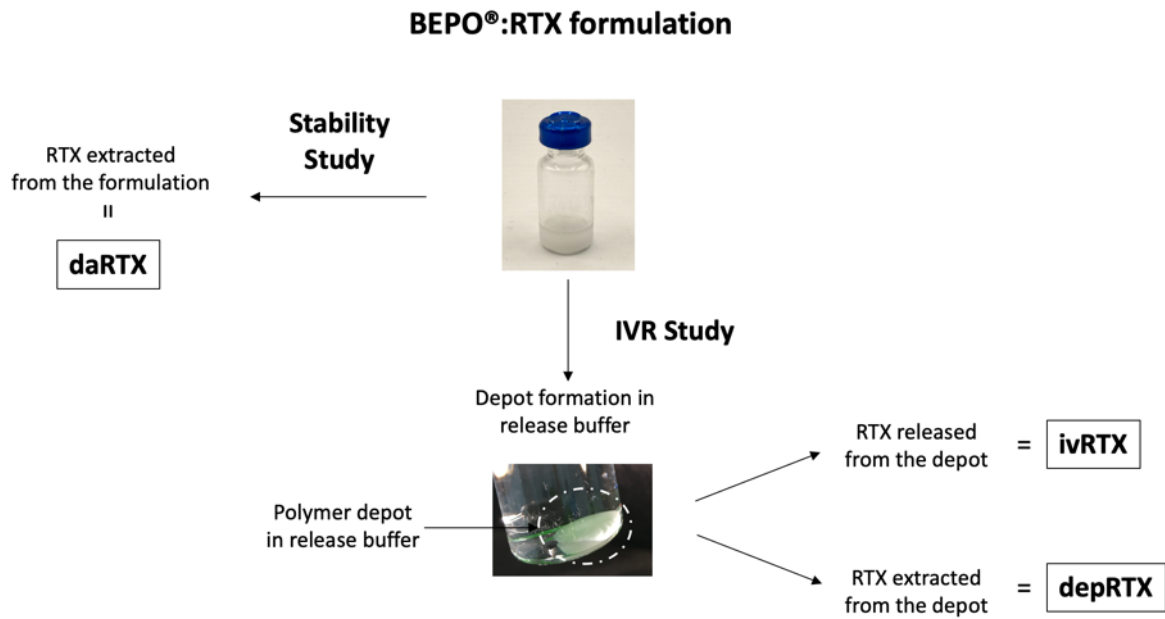 BEPO®:RTX formulation
Stability
Study
RTX extracted
from the formulation
=
daRTX
IVR Study
Depot formation in
release buffer
Polymer depot
in release buffer
RTX released
from the depot
=
ivRTX
RTX extracted
from the depot
=
depRTX